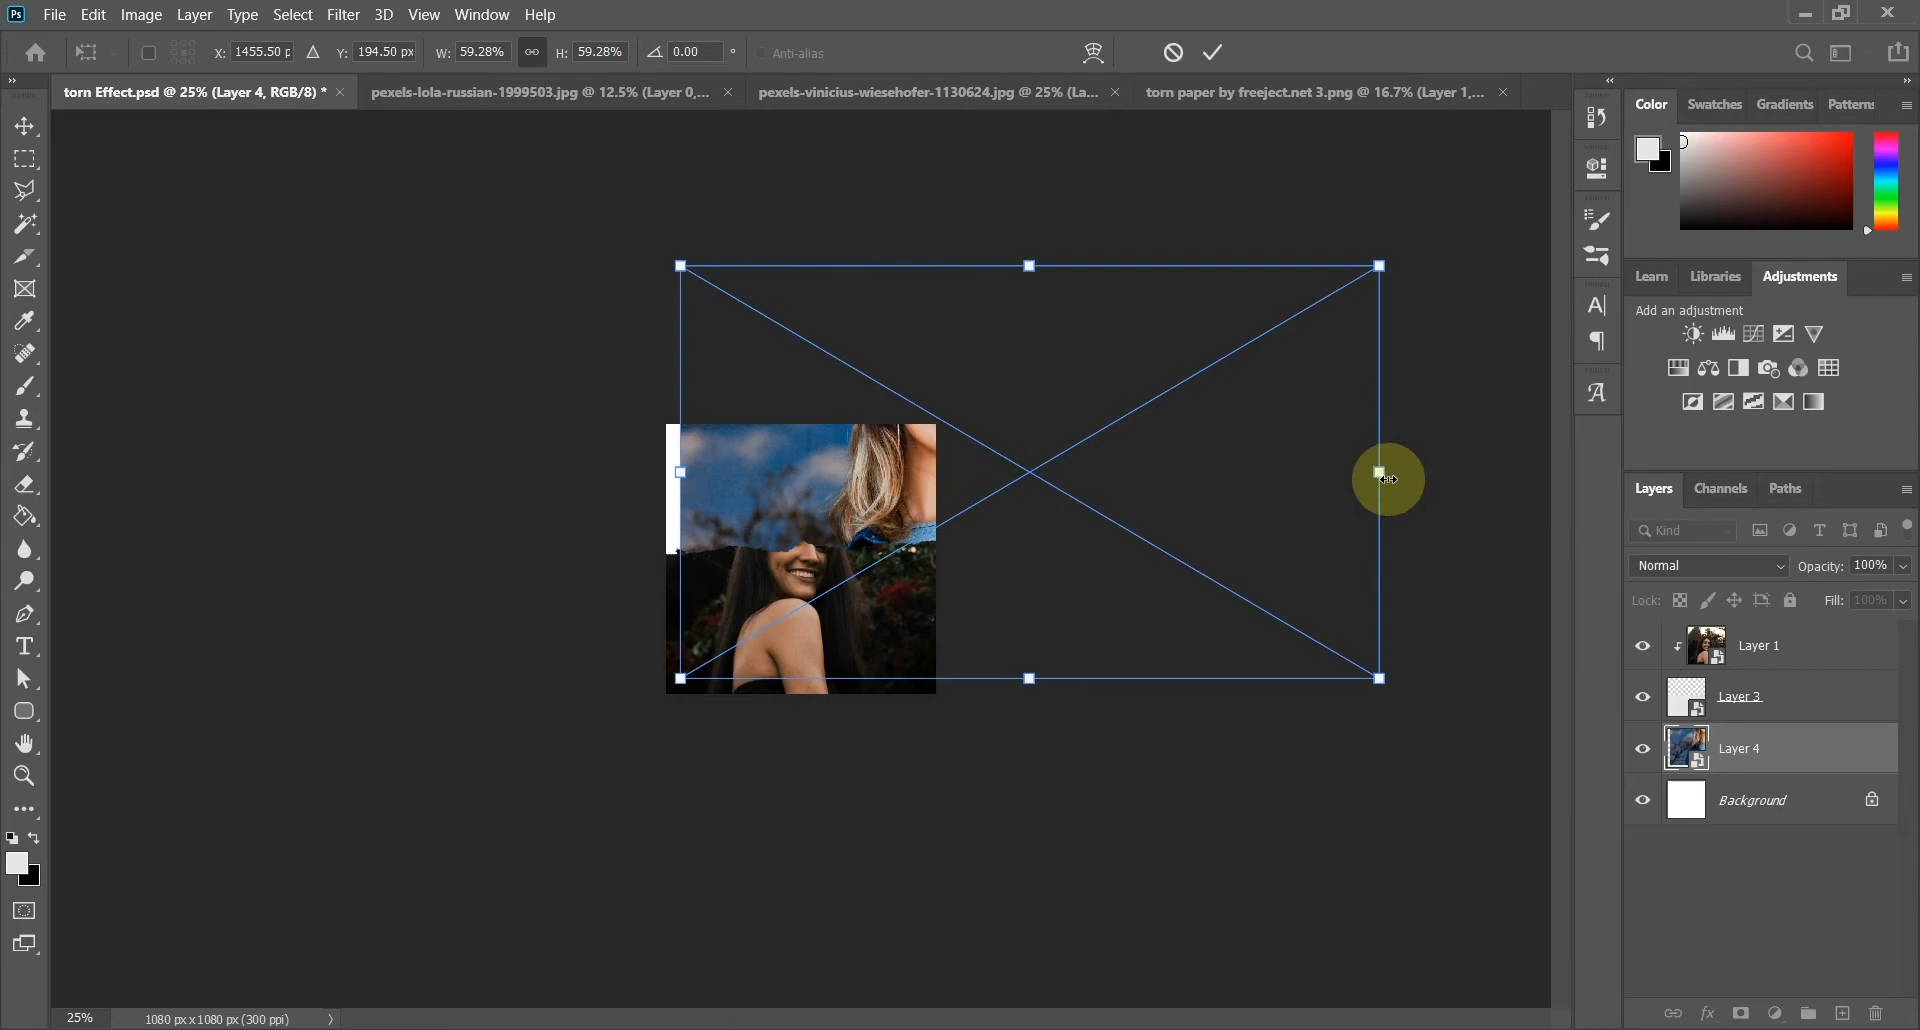 Ps File Edit Image Layer Type Select Filter 3D View Window Help
X: 1455.50 p Y: 194.50 px W: 59.28% H: 59.28% 0.00 ° Anti-alias
torn Effect.psd @ 25% (Layer 4, RGB/8) * × pexels-lola-russian-1999503.jpg @ 12.5% (Layer 0,... × pexels-vinicius-wiesehofer-1130624.jpg @ 25% (La... × torn paper by freeject.net 3.png @ 16.7% (Layer 1,... ×
Color Swatches Gradients Patterns
Learn Libraries Adjustments
Add an adjustment
Layers Channels Paths
Kind
Normal Opacity: 100%
Lock: Fill: 100%
Layer 1
Layer 3
Layer 4
Background
25% 1080 px x 1080 px (300 ppi)